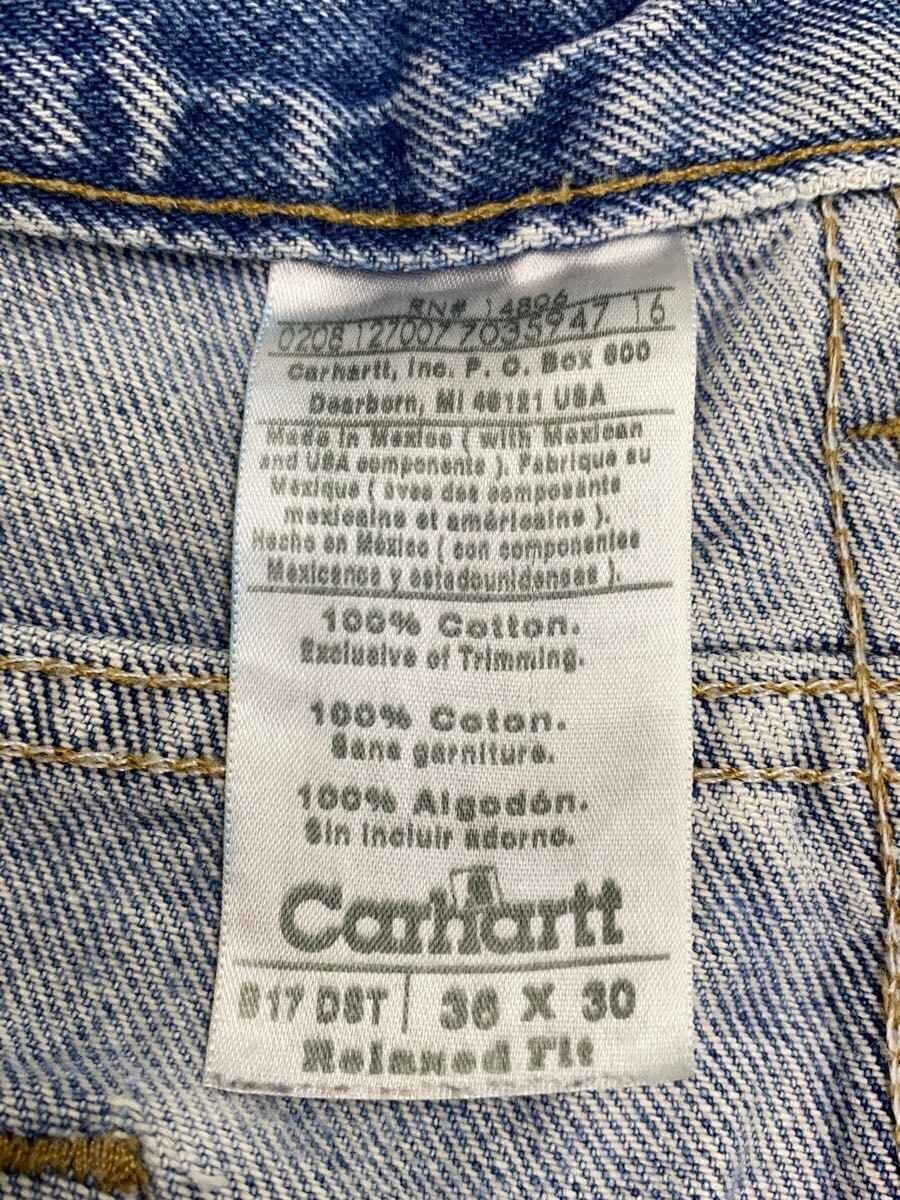 RN# 14806
0208 127007 7035947 16
Carhartt, Inc. P. O. Box 600
Dearborn, MI 48121 USA
Made in Mexico ( with Mexican
and USA components ). Fabriqué au
Mexique ( avec des composants
mexicains et américains ).
Hecho en México ( con componentes
Mexicanos y estadounidenses ).
100% Cotton.
Exclusive of Trimming.
100% Coton.
Sans garniture.
100% Algodón.
Sin incluir adorno.
Carhartt
B17 DST 36 X 30
Relaxed Fit